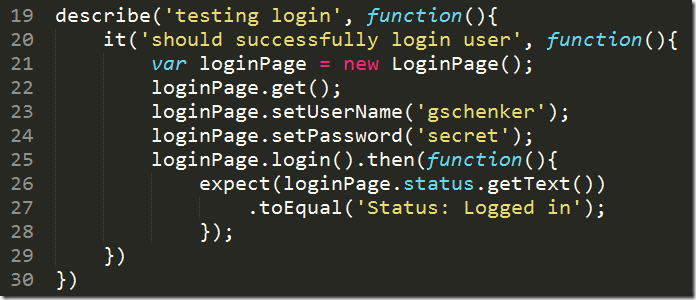 19 describe('testing login', function(){
20     it('should successfully login user', function(){
21         var loginPage = new LoginPage();
22         loginPage.get();
23         loginPage.setUserName('gschenker');
24         loginPage.setPassword('secret');
25         loginPage.login().then(function(){
26             expect(loginPage.status.getText())
27                 .toEqual('Status: Logged in');
28             });
29     })
30 })